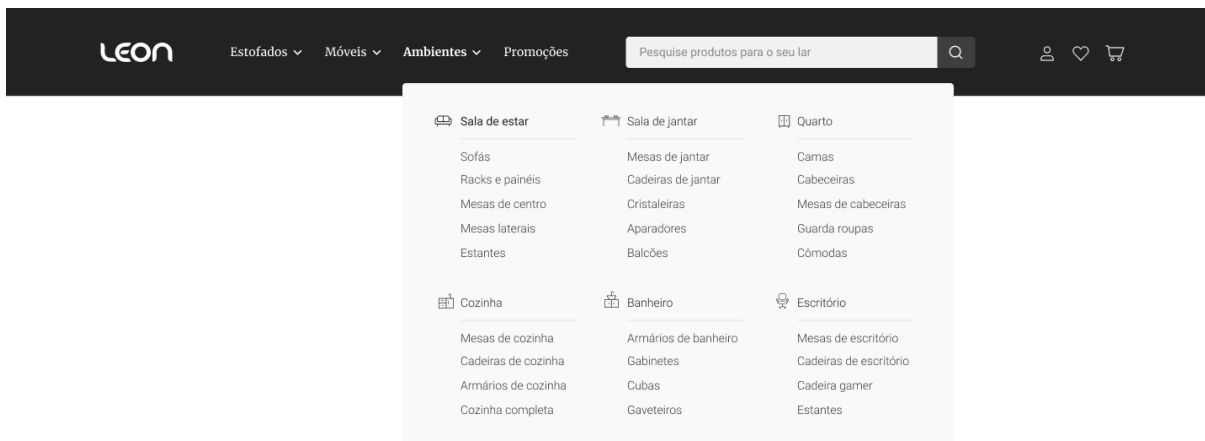 LEON
Estofados Móveis Ambientes Promoções
Pesquise produtos para o seu lar
Sala de estar
Sofás
Racks e painéis
Mesas de centro
Mesas laterais
Estantes
Sala de jantar
Mesas de jantar
Cadeiras de jantar
Cristaleiras
Aparadores
Balcões
Quarto
Camas
Cabeceiras
Mesas de cabeceiras
Guarda roupas
Cômodas
Cozinha
Mesas de cozinha
Cadeiras de cozinha
Armários de cozinha
Cozinha completa
Banheiro
Armários de banheiro
Gabinetes
Cubas
Gaveteiros
Escritório
Mesas de escritório
Cadeiras de escritório
Cadeira gamer
Estantes